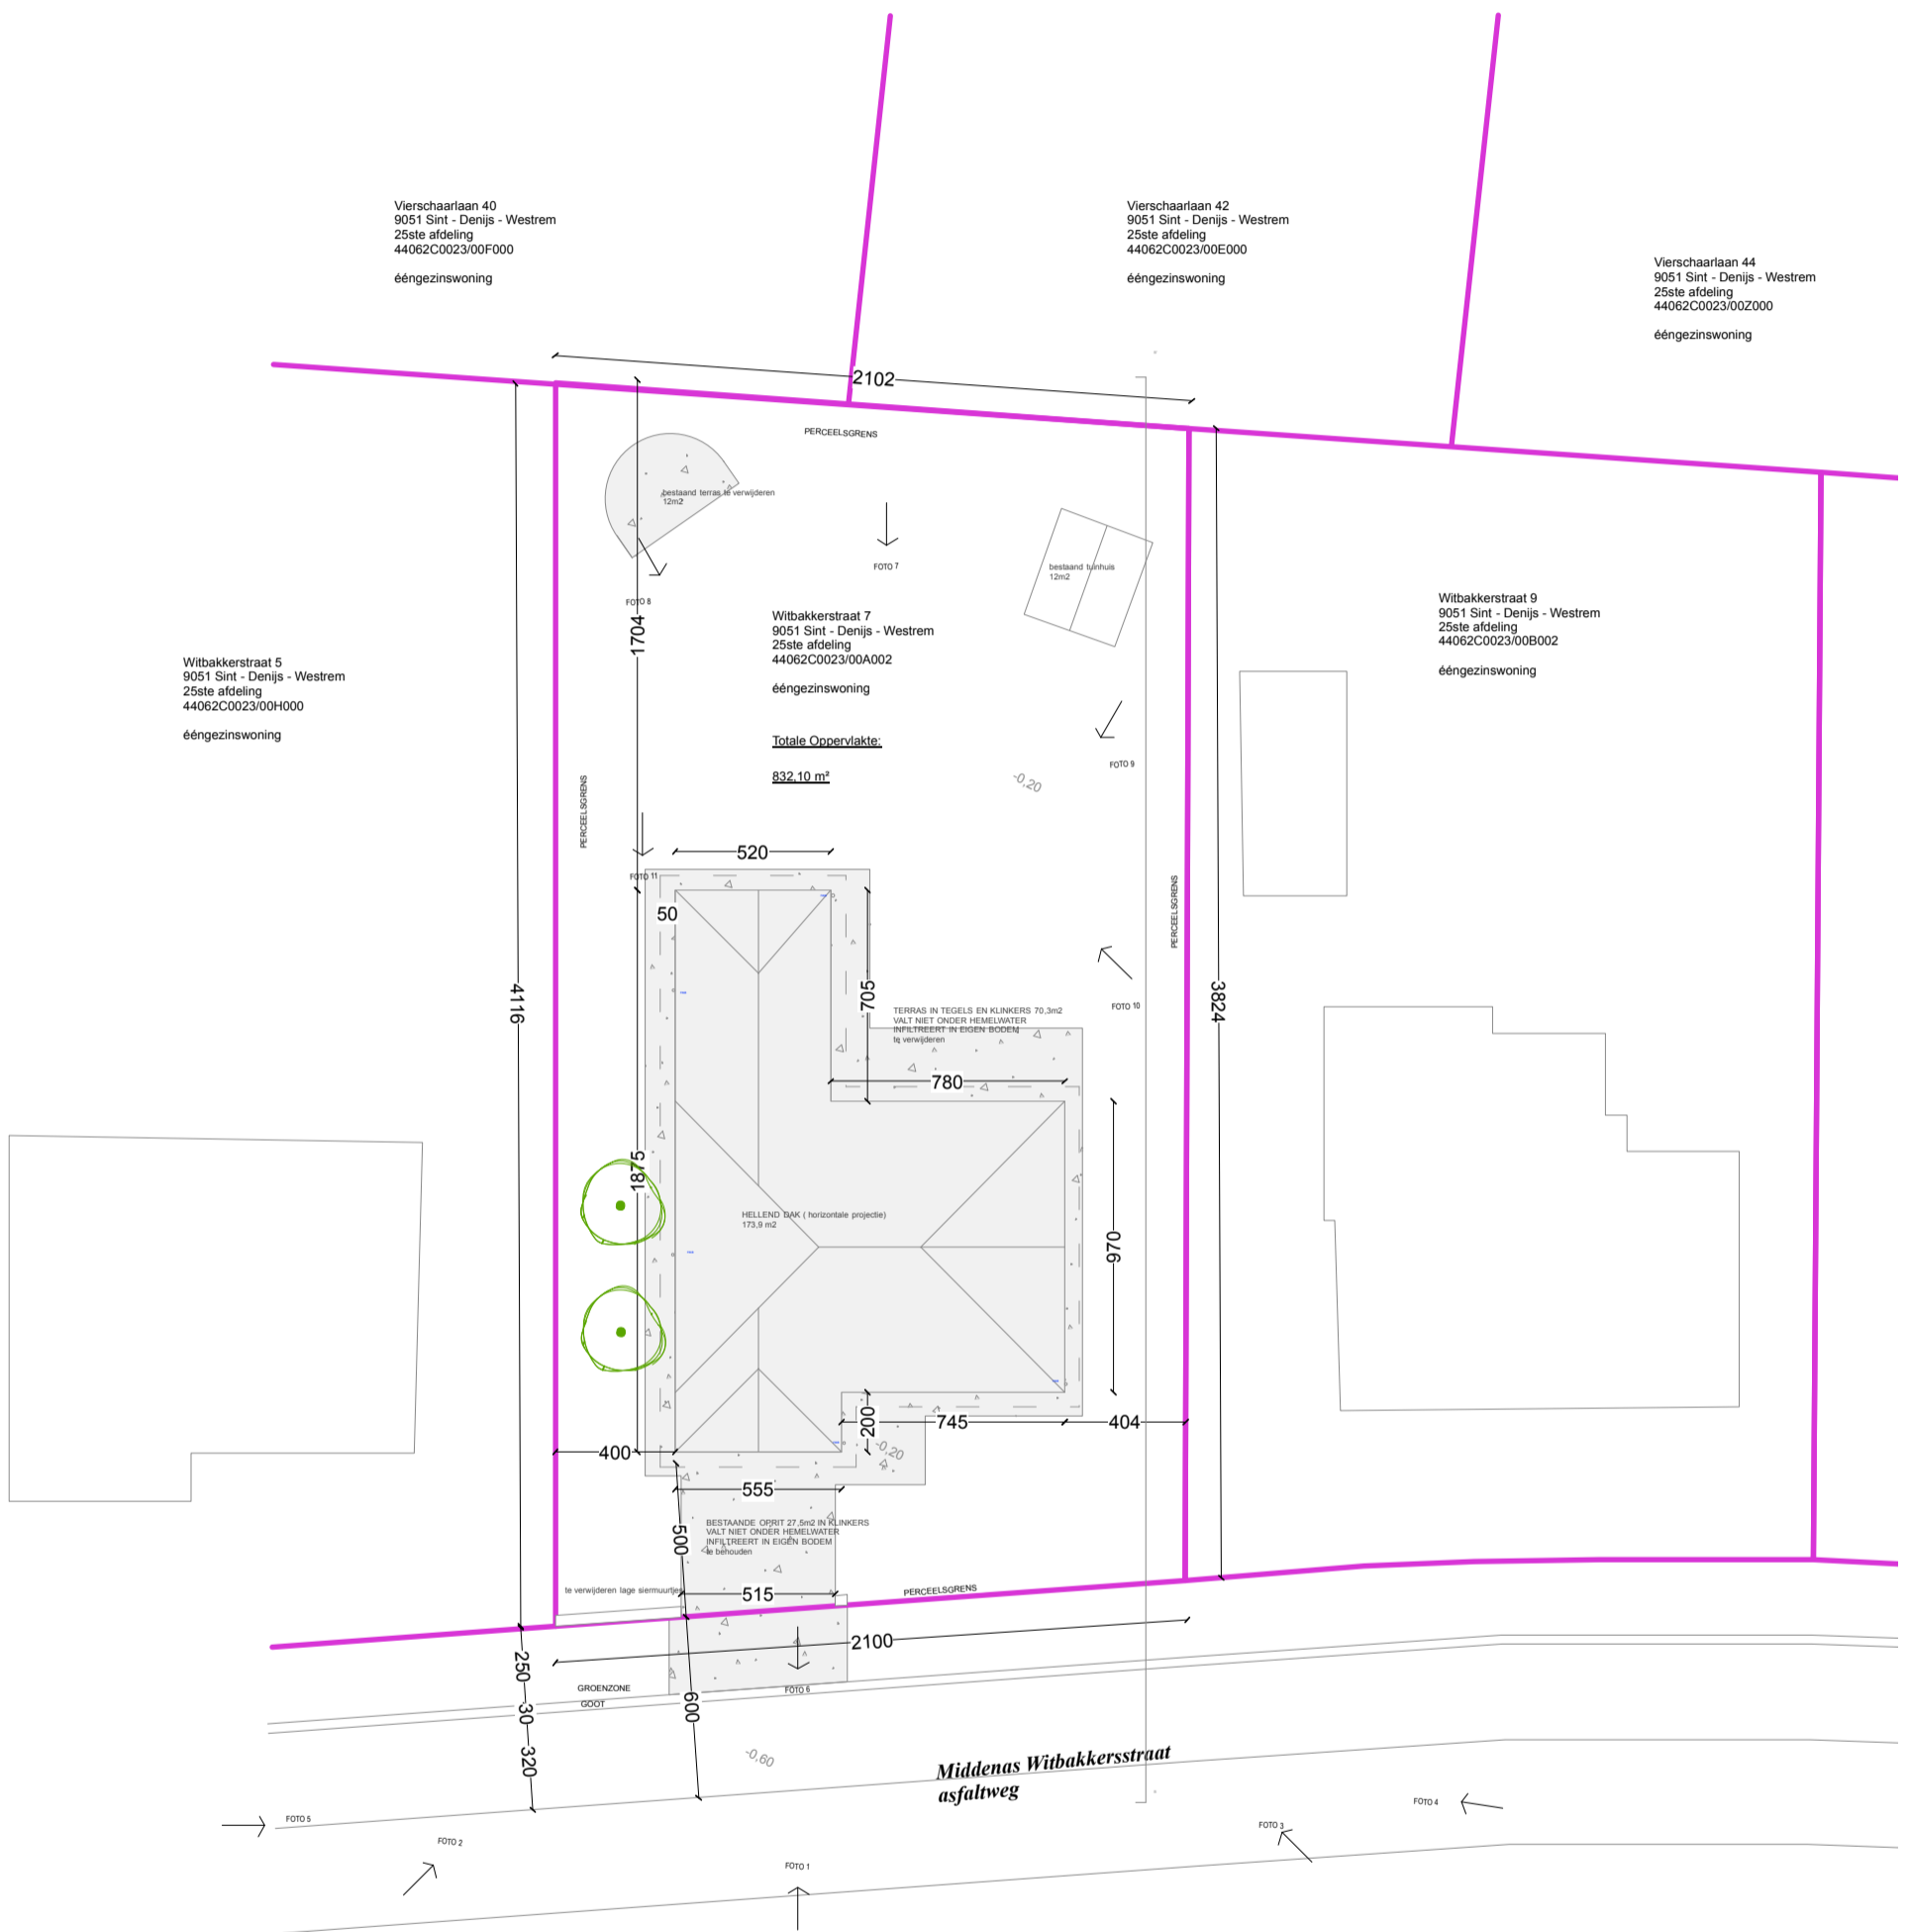 Vierschaarlaan 40
9051 Sint - Denijs - Westrem
25ste afdeling
44062C0023/00F000
ééngezinswoning
Vierschaarlaan 42
9051 Sint - Denijs - Westrem
25ste afdeling
44062C0023/00E000
ééngezinswoning
Vierschaarlaan 44
9051 Sint - Denijs - Westrem
25ste afdeling
44062C0023/00Z000
ééngezinswoning
2102
PERCEELSGRENS
bestaand terras te verwijderen
12m2
FOTO 7
bestaand tuinhuis
12m2
FOTO 8
1704
Witbakkerstraat 7
9051 Sint - Denijs - Westrem
25ste afdeling
44062C0023/00A002
ééngezinswoning
Totale Oppervlakte:
832,10 m²
Witbakkerstraat 9
9051 Sint - Denijs - Westrem
25ste afdeling
44062C0023/00B002
ééngezinswoning
Witbakkerstraat 5
9051 Sint - Denijs - Westrem
25ste afdeling
44062C0023/00H000
ééngezinswoning
FOTO 9
-0,20
PERCEELSGRENS
520
FOTO 11
50
PERCEELSGRENS
4116
705
3824
FOTO 10
TERRAS IN TEGELS EN KLINKERS 70,3m2
VALT NIET ONDER HEMELWATER
INFILTREERT IN EIGEN BODEM
te verwijderen
780
1875
HELLEND DAK ( horizontale projectie)
173,9 m2
970
200
745
404
-0,20
400
555
500
BESTAANDE OPRIT 27,5m2 IN KLINKERS
VALT NIET ONDER HEMELWATER
INFILTREERT IN EIGEN BODEM
te behouden
te verwijderen lage siermuurtjes
515
PERCEELSGRENS
2100
250
GROENZONE
GOOT
30
FOTO 6
600
320
-0,60
Middenas Witbakkersstraat
asfaltweg
FOTO 5
FOTO 2
FOTO 1
FOTO 3
FOTO 4